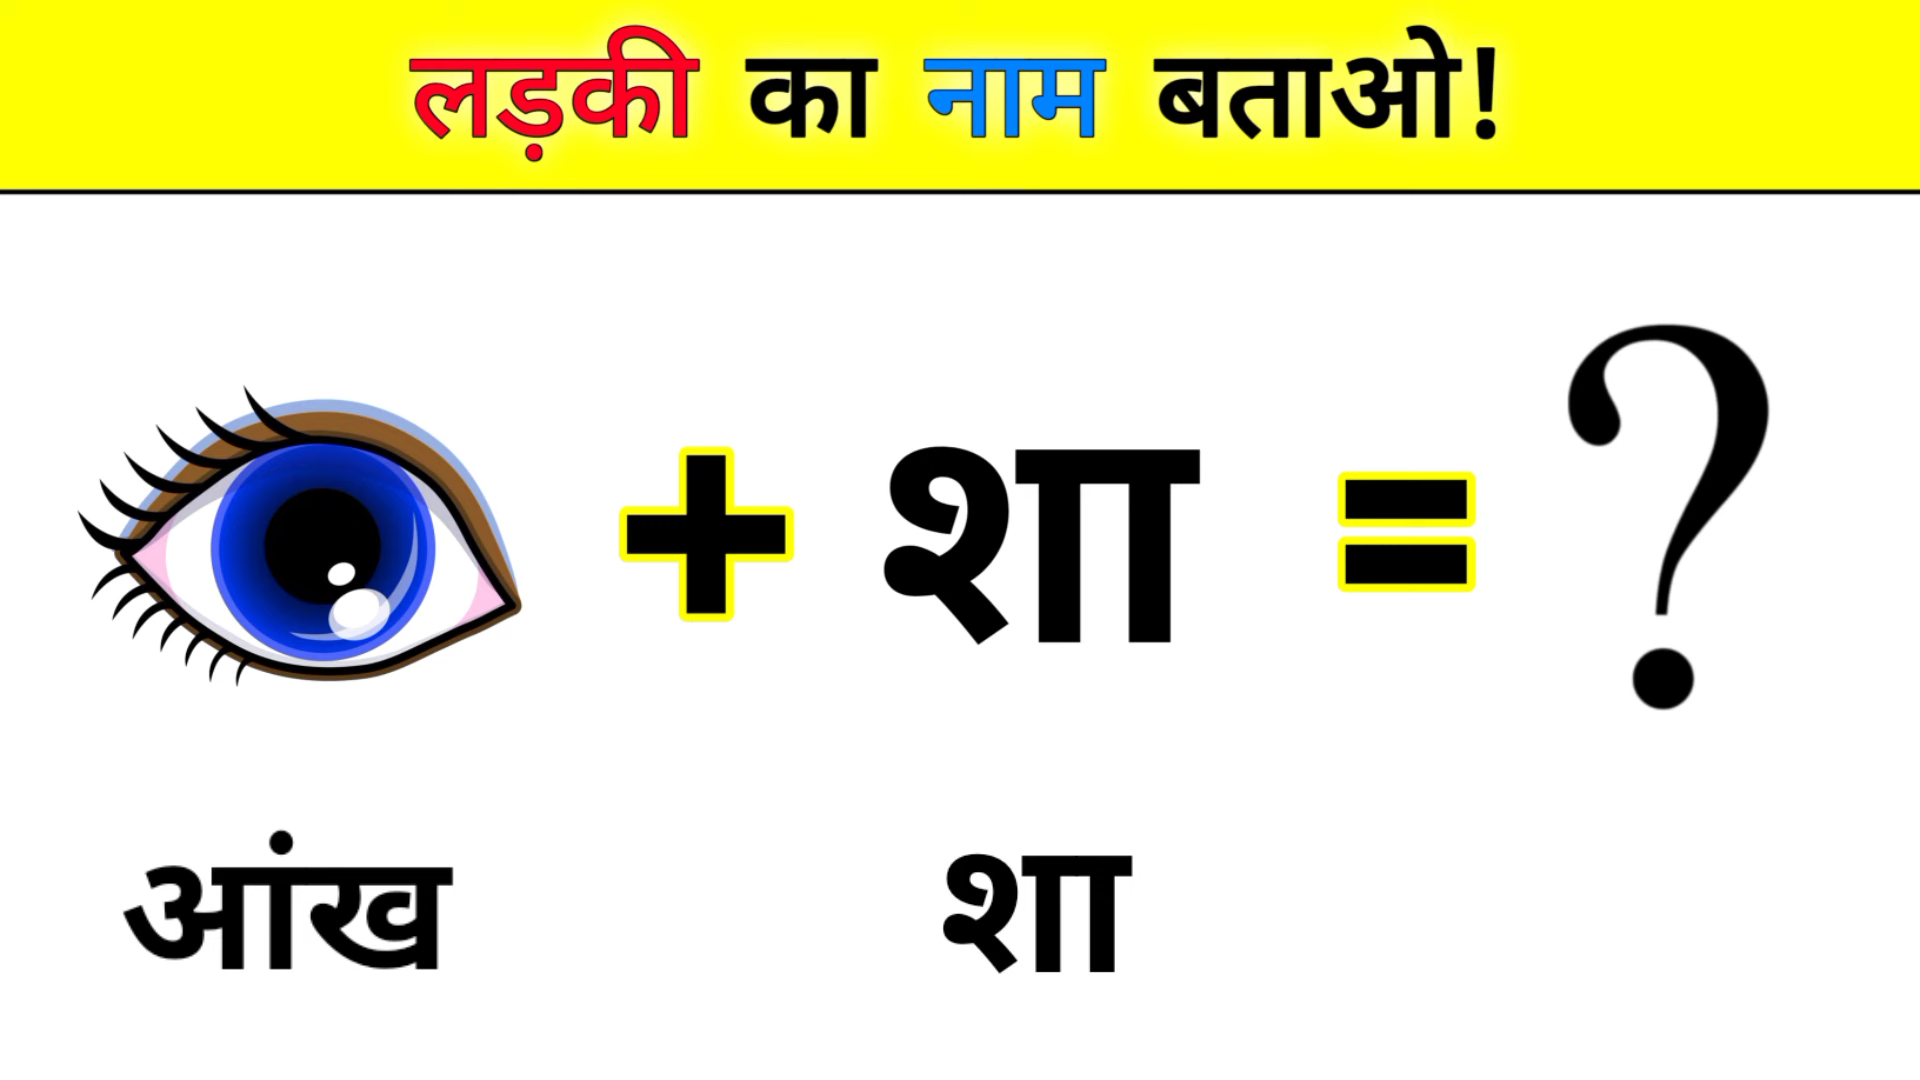 लड़की का नाम बताओ!
+ शा = ?
आंख शा